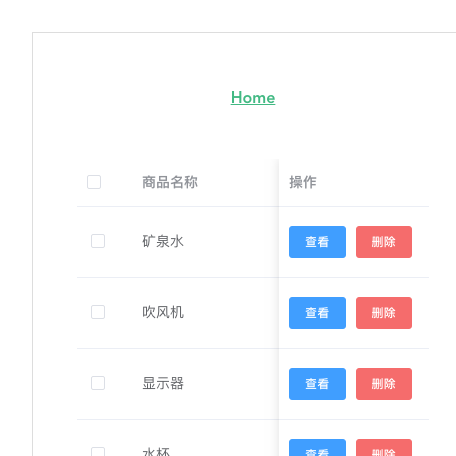 Home
商品名称 操作
矿泉水 查看 删除
吹风机 查看 删除
显示器 查看 删除
水杯 查看 删除